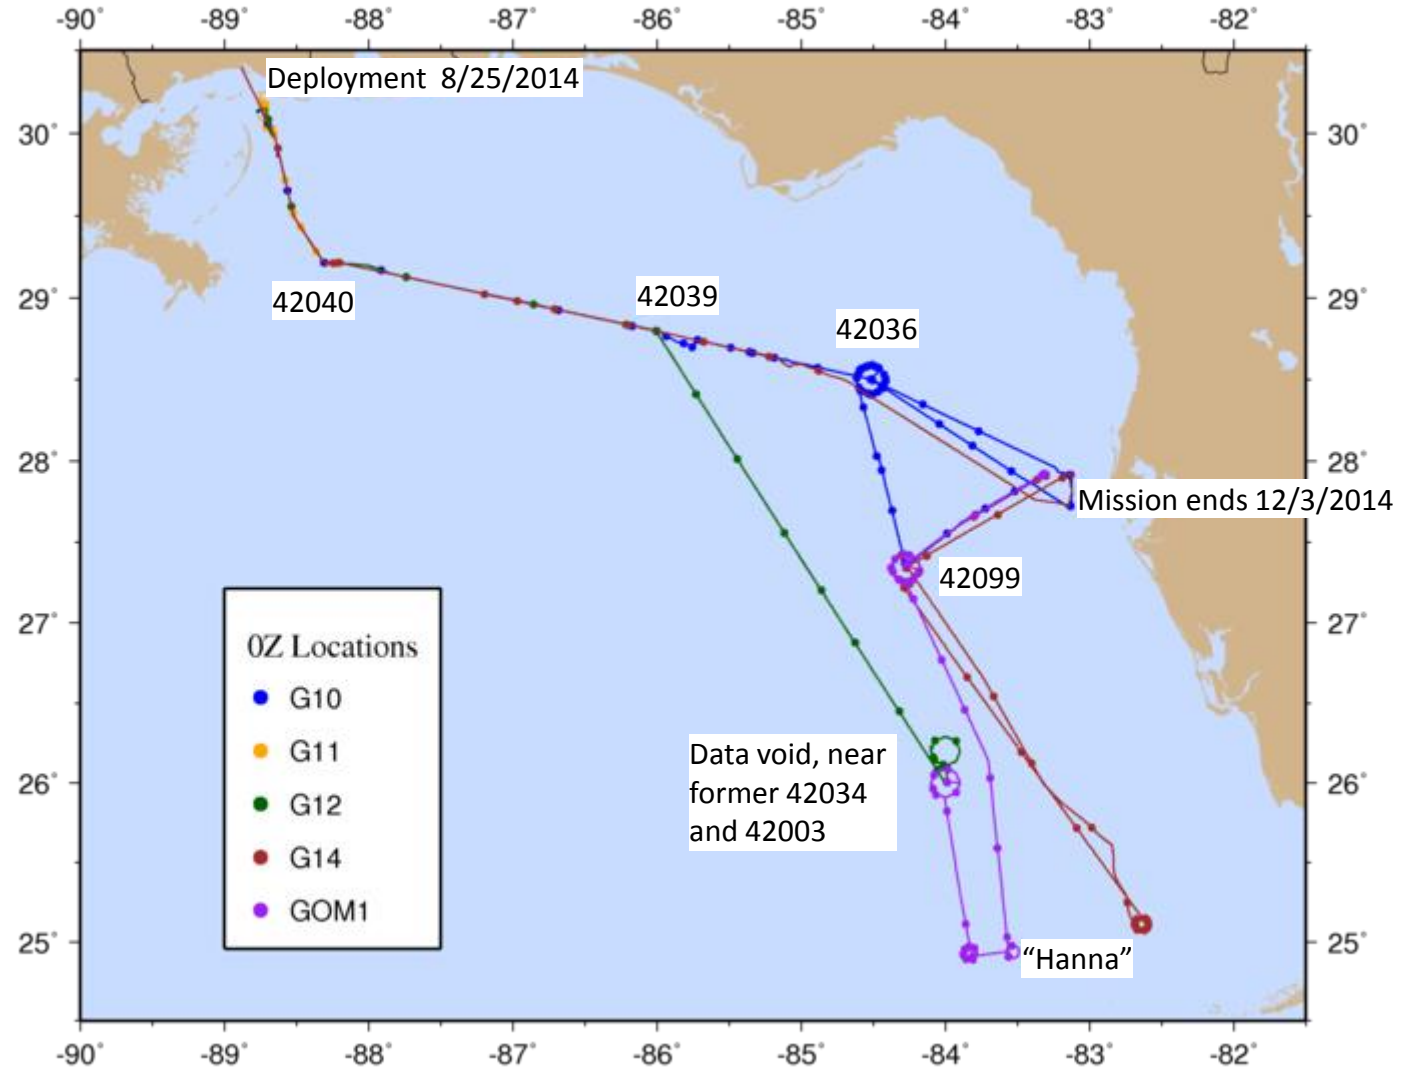 -90° -89° -88° -87° -86° -85° -84° -83° -82°
Deployment 8/25/2014
30° 30°
42040
29° 29°
42039
42036
28° 28°
Mission ends 12/3/2014
42099
27° 27°
0Z Locations
G10
G11
G12
G14
GOM1
Data void, near
former 42034
and 42003
26° 26°
25° 25°
“Hanna”
-90° -89° -88° -87° -86° -85° -84° -83° -82°